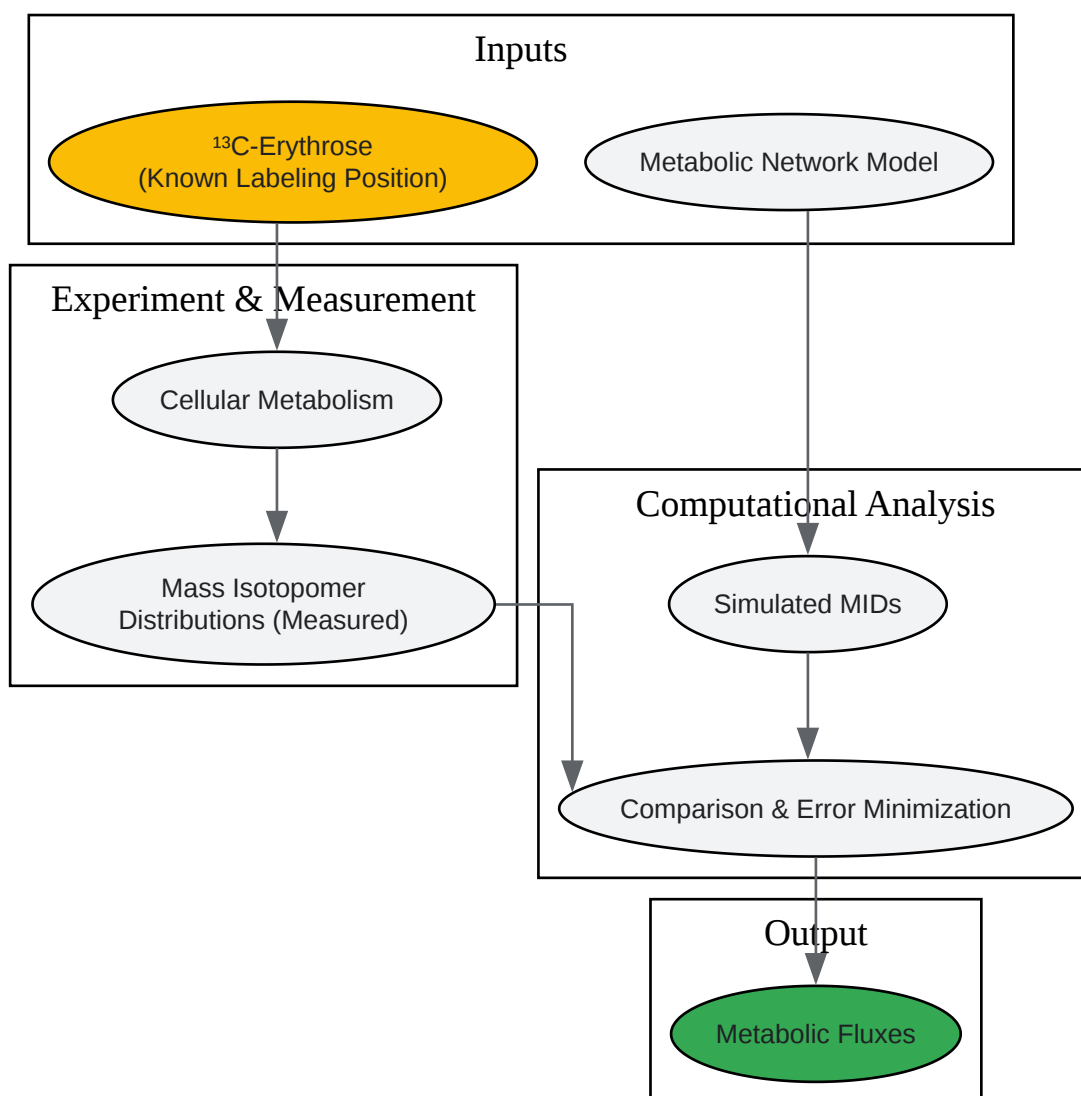 Inputs
¹³C-Erythrose
(Known Labeling Position)
Metabolic Network Model
Experiment & Measurement
Cellular Metabolism
Mass Isotopomer
Distributions (Measured)
Computational Analysis
Simulated MIDs
Comparison & Error Minimization
Output
Metabolic Fluxes